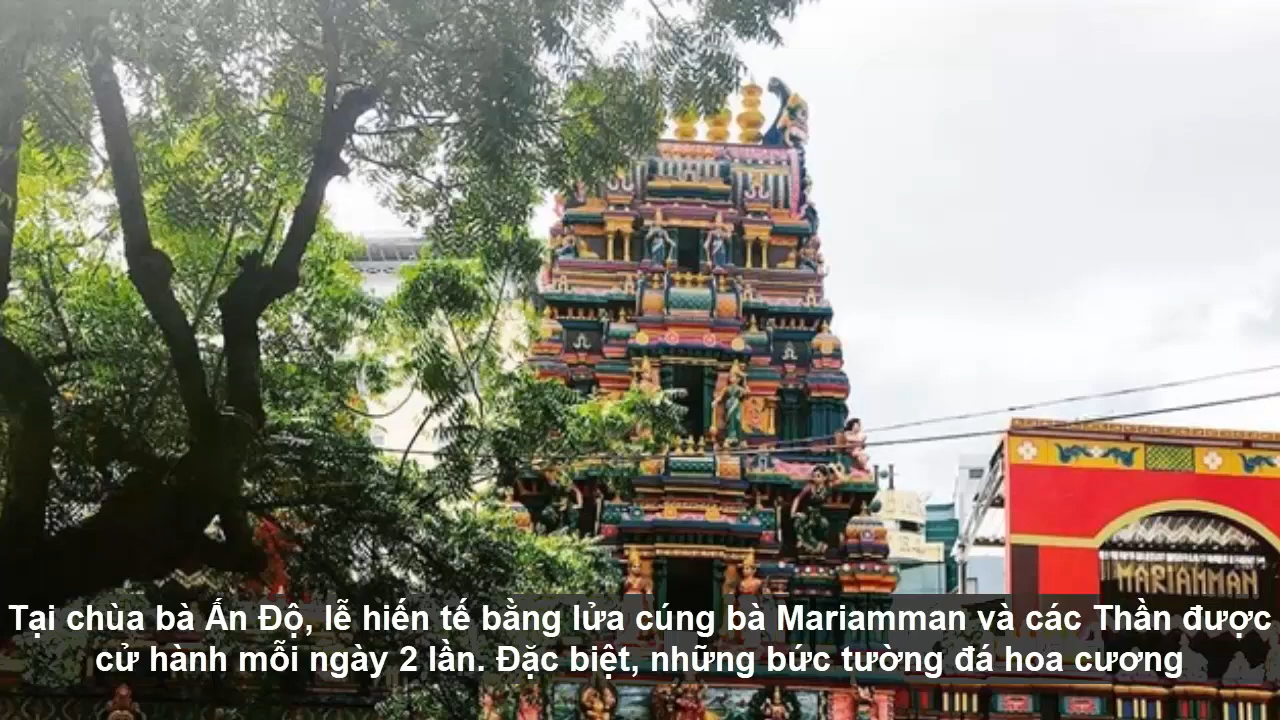 MARIAMMAN
Tại chùa bà Ấn Độ, lễ hiến tế bằng lửa cúng bà Mariamman và các Thần được
cử hành mỗi ngày 2 lần. Đặc biệt, những bức tường đá hoa cương